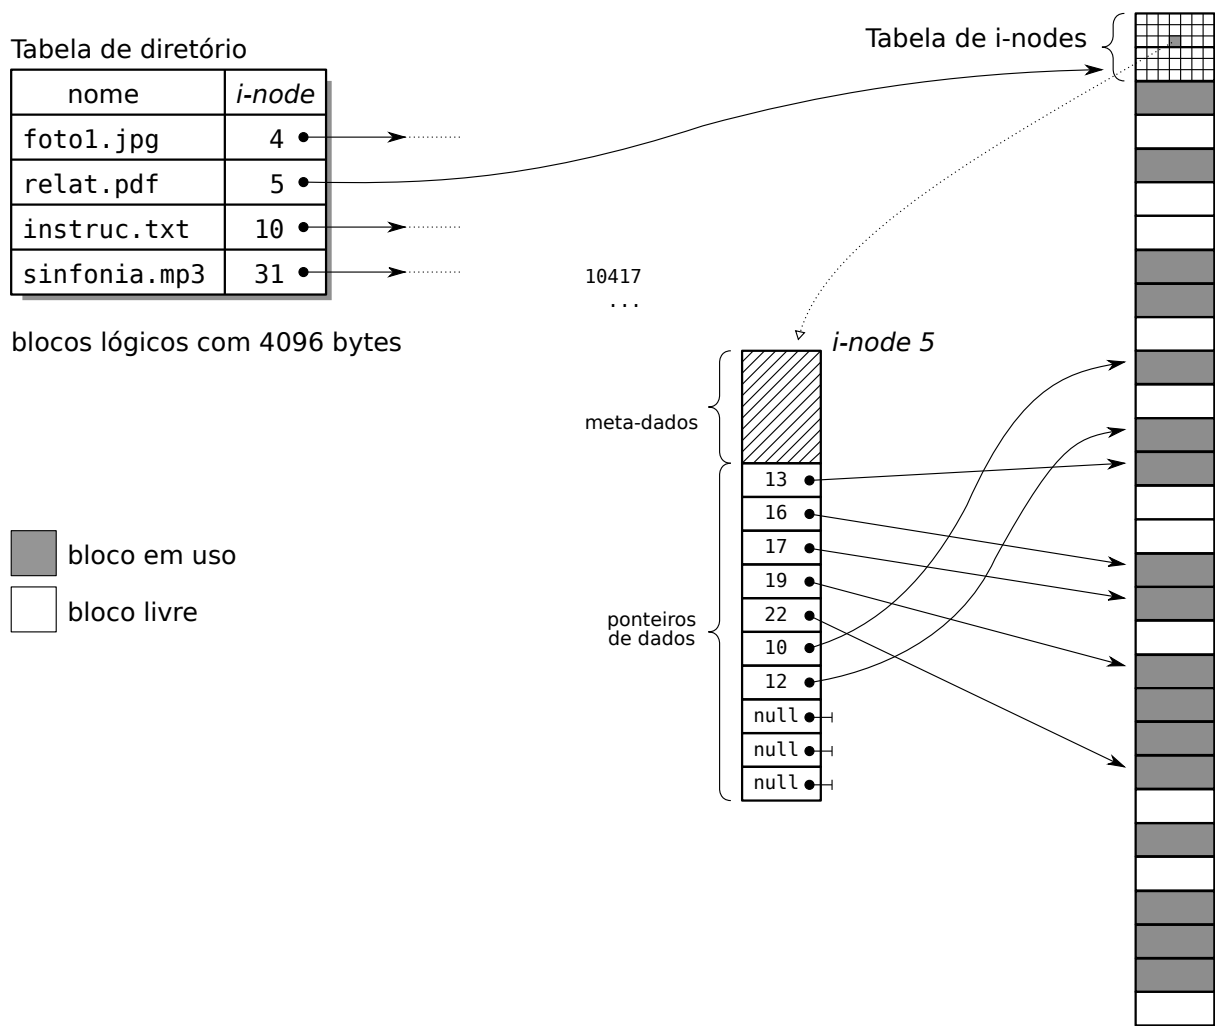 Tabela de diretório
nome i-node
foto1.jpg 4
relat.pdf 5
instruc.txt 10
sinfonia.mp3 31
blocos lógicos com 4096 bytes
bloco em uso
bloco livre
Tabela de i-nodes
10417
...
i-node 5
meta-dados
ponteiros
de dados
13
16
17
19
22
10
12
null
null
null